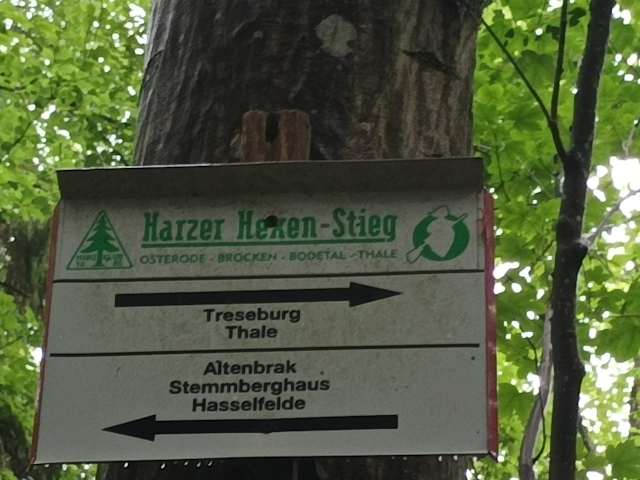 Harzer Hexen-Stieg
OSTERODE - BROCKEN - BODETAL - THALE
Treseburg
Thale
Altenbrak
Stemmberghaus
Hasselfelde